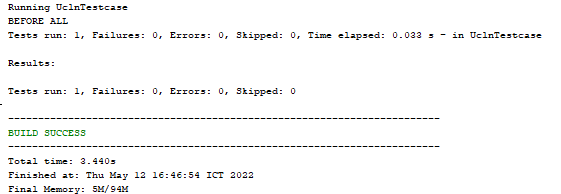 Running UclnTestcase
BEFORE ALL
Tests run: 1, Failures: 0, Errors: 0, Skipped: 0, Time elapsed: 0.033 s - in UclnTestcase
Results:
Tests run: 1, Failures: 0, Errors: 0, Skipped: 0
------------------------------------------------------------------------
BUILD SUCCESS
------------------------------------------------------------------------
Total time: 3.440s
Finished at: Thu May 12 16:46:54 ICT 2022
Final Memory: 5M/94M